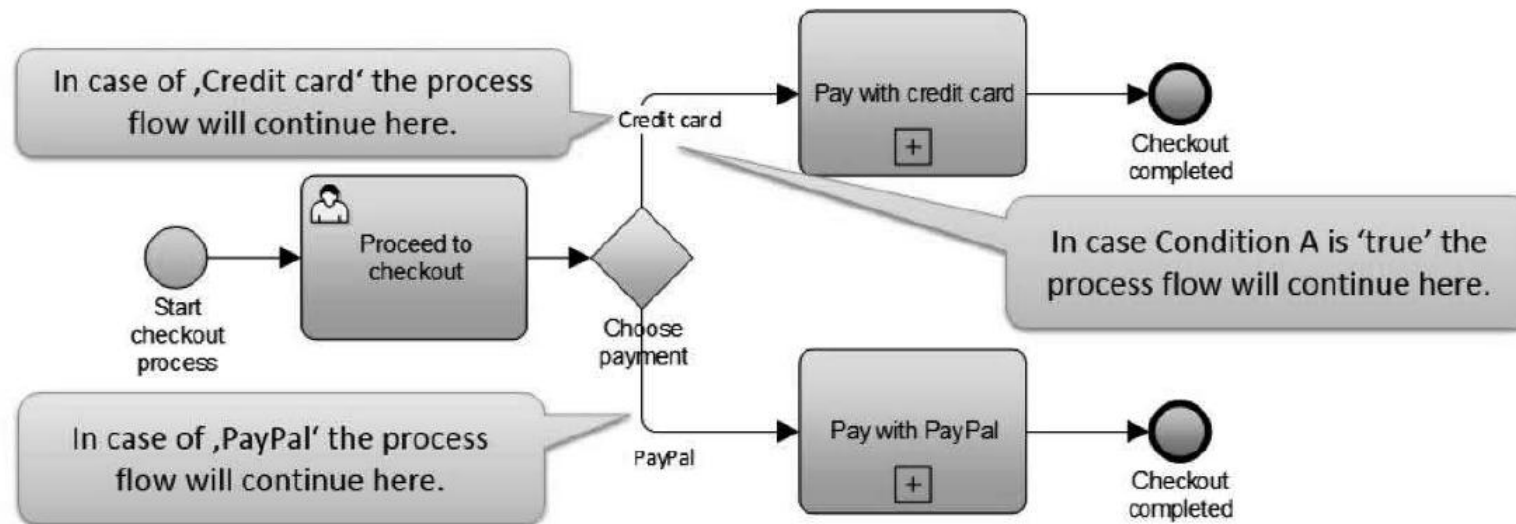 In case of ‚Credit card‘ the process
flow will continue here.
Credit card
Pay with credit card
+
Checkout
completed
Proceed to
checkout
Start
checkout
process
Choose
payment
In case Condition A is ‘true’ the
process flow will continue here.
In case of ‚PayPal‘ the process
flow will continue here.
PayPal
Pay with PayPal
+
Checkout
completed